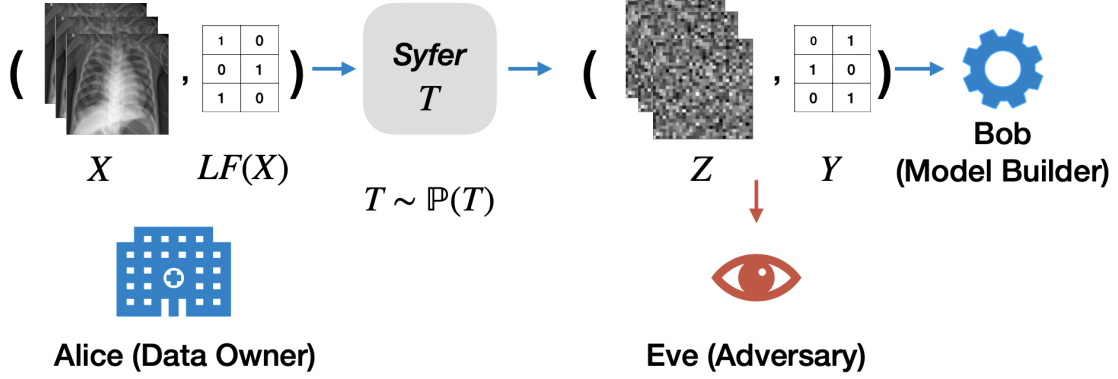 ( , 1 0 ) Syfer ( , 0 1 )
0 1 T 1 0
1 0 0 1
X LF(X) Z Y Bob
T ∼ ℙ(T) (Model Builder)
Alice (Data Owner) Eve (Adversary)